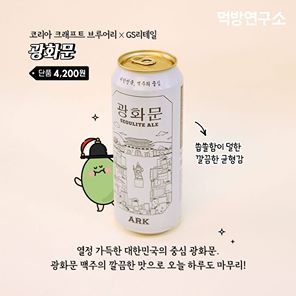 먹방연구소
코리아 크래프트 브루어리 x GS리테일
광화문
단품 4,200원
광화문
SEOULITE ALE
씁쓸함이 덜한
깔끔한 균형감
ARK
열정 가득한 대한민국의 중심 광화문.
광화문 맥주의 깔끔한 맛으로 오늘 하루도 마무리!